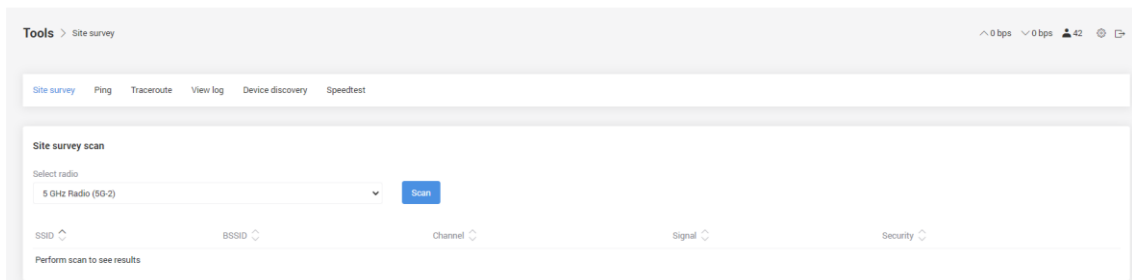 Tools > Site survey
0 bps 0 bps 42
Site survey Ping Traceroute View log Device discovery Speedtest
Site survey scan
Select radio
5 GHz Radio (5G-2)
Scan
SSID BSSID Channel Signal Security
Perform scan to see results